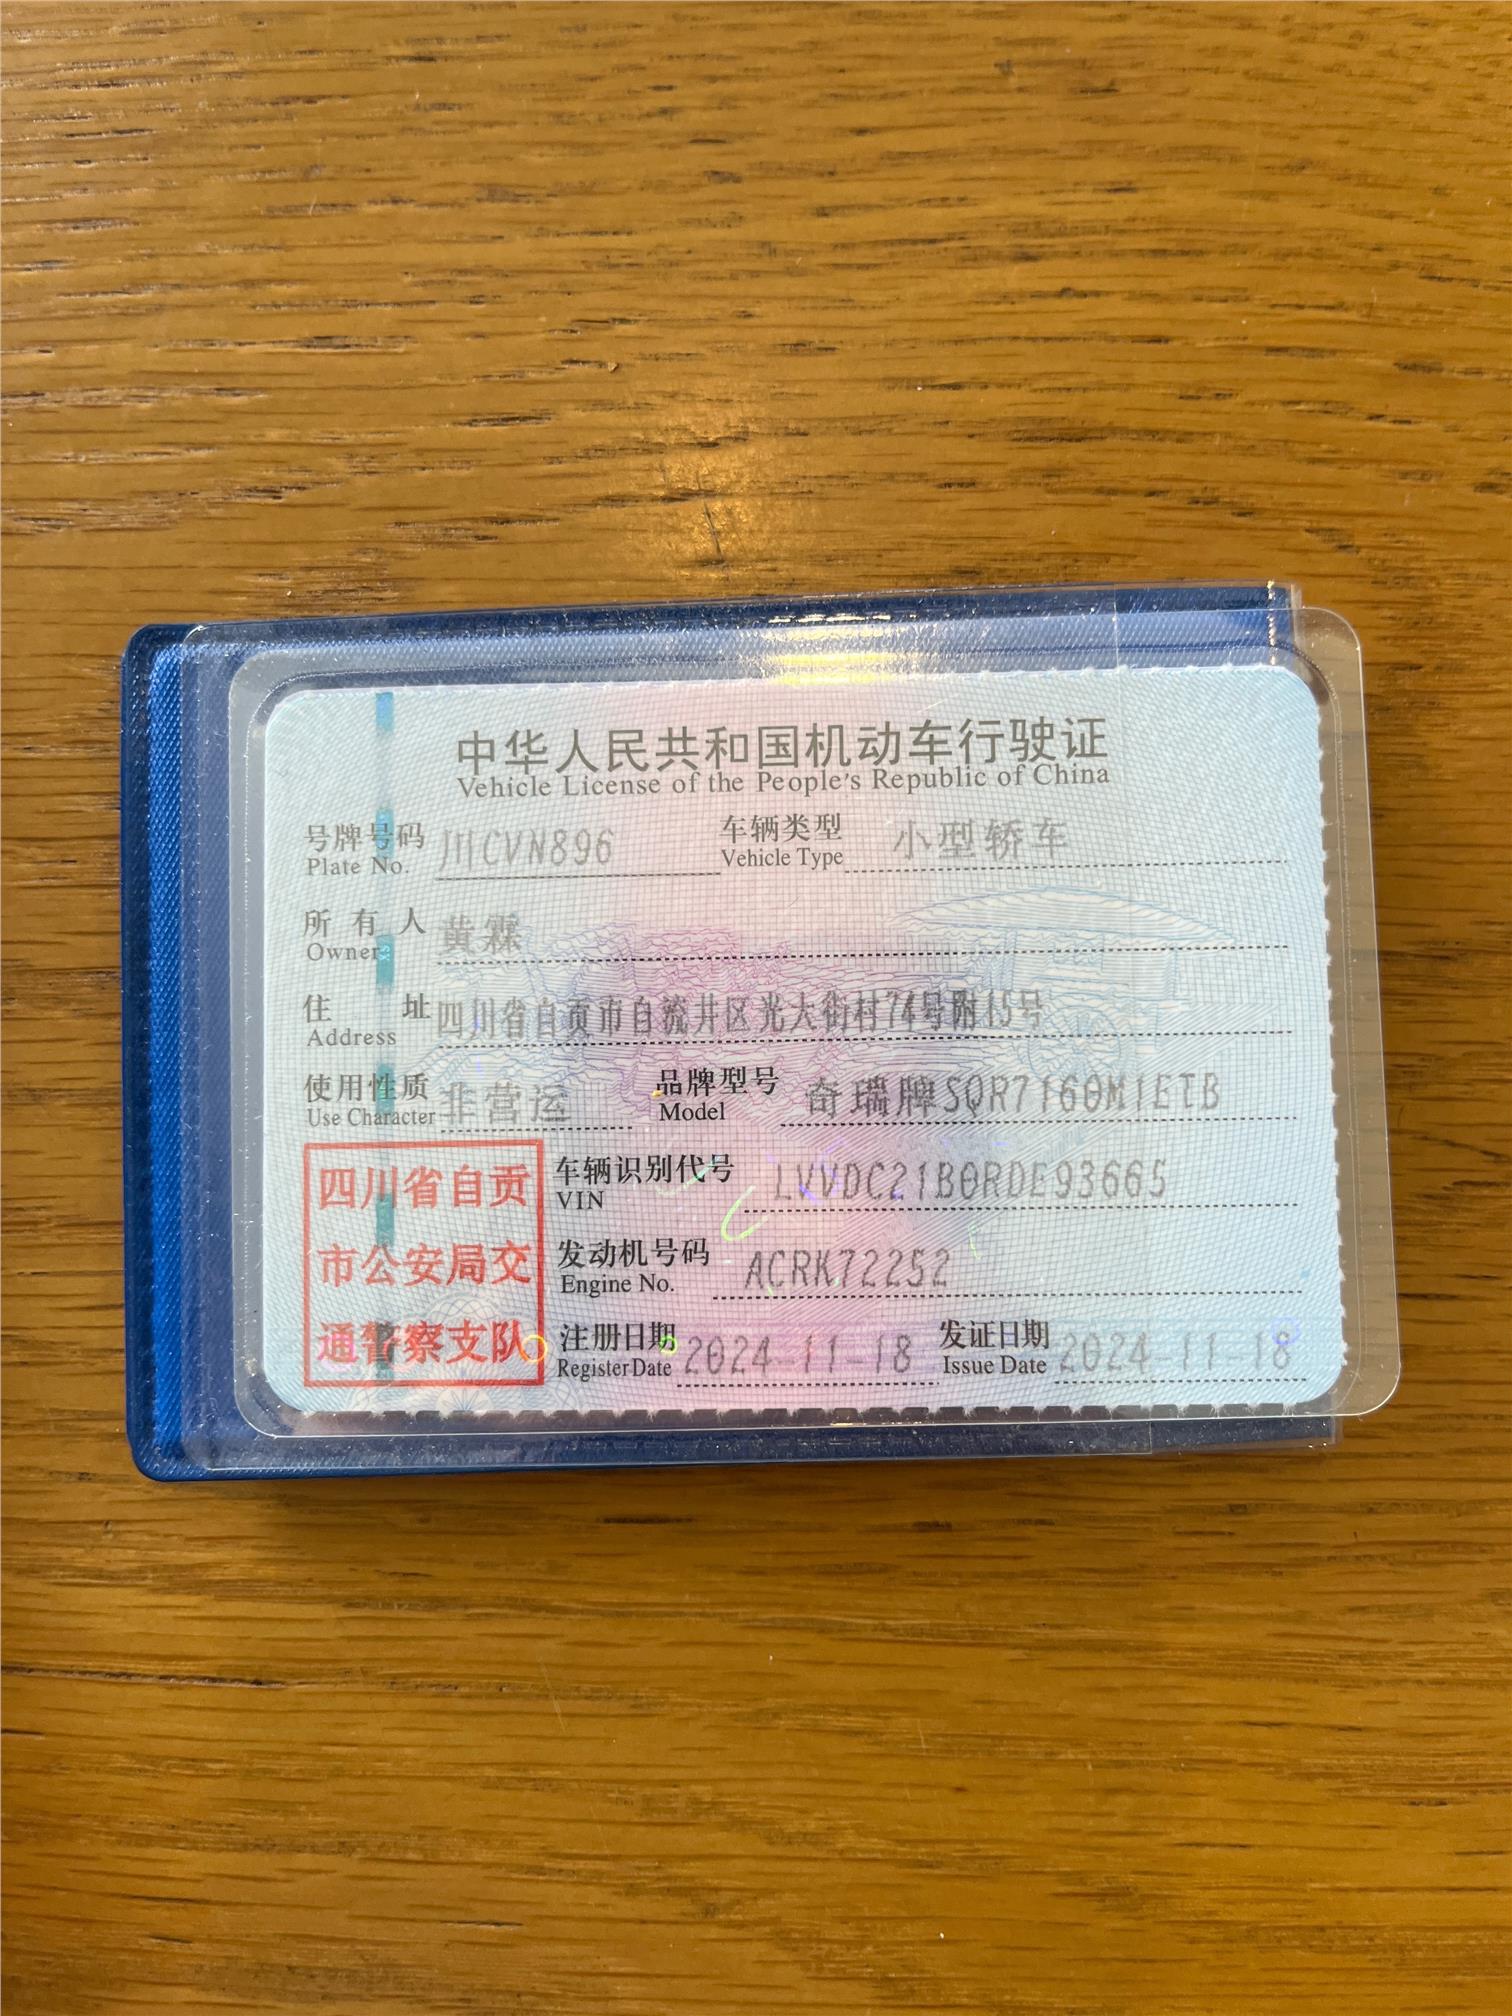 中华人民共和国机动车行驶证
Vehicle License of the People's Republic of China
号牌号码 川CVN896 车辆类型 小型轿车
Plate No. Vehicle Type
所有人 黄霖
Owner
住址 四川省自贡市自流井区光大街村74号附15号
Address
使用性质 非营运 品牌型号 奇瑞牌SQR7160M1ETB
Use Character Model
四川省自贡
市公安局交
通警察支队
车辆识别代号 LVVDC21B0RDE93665
VIN
发动机号码 ACRK72252
Engine No.
注册日期 2024-11-18 发证日期 2024-11-18
Register Date Issue Date